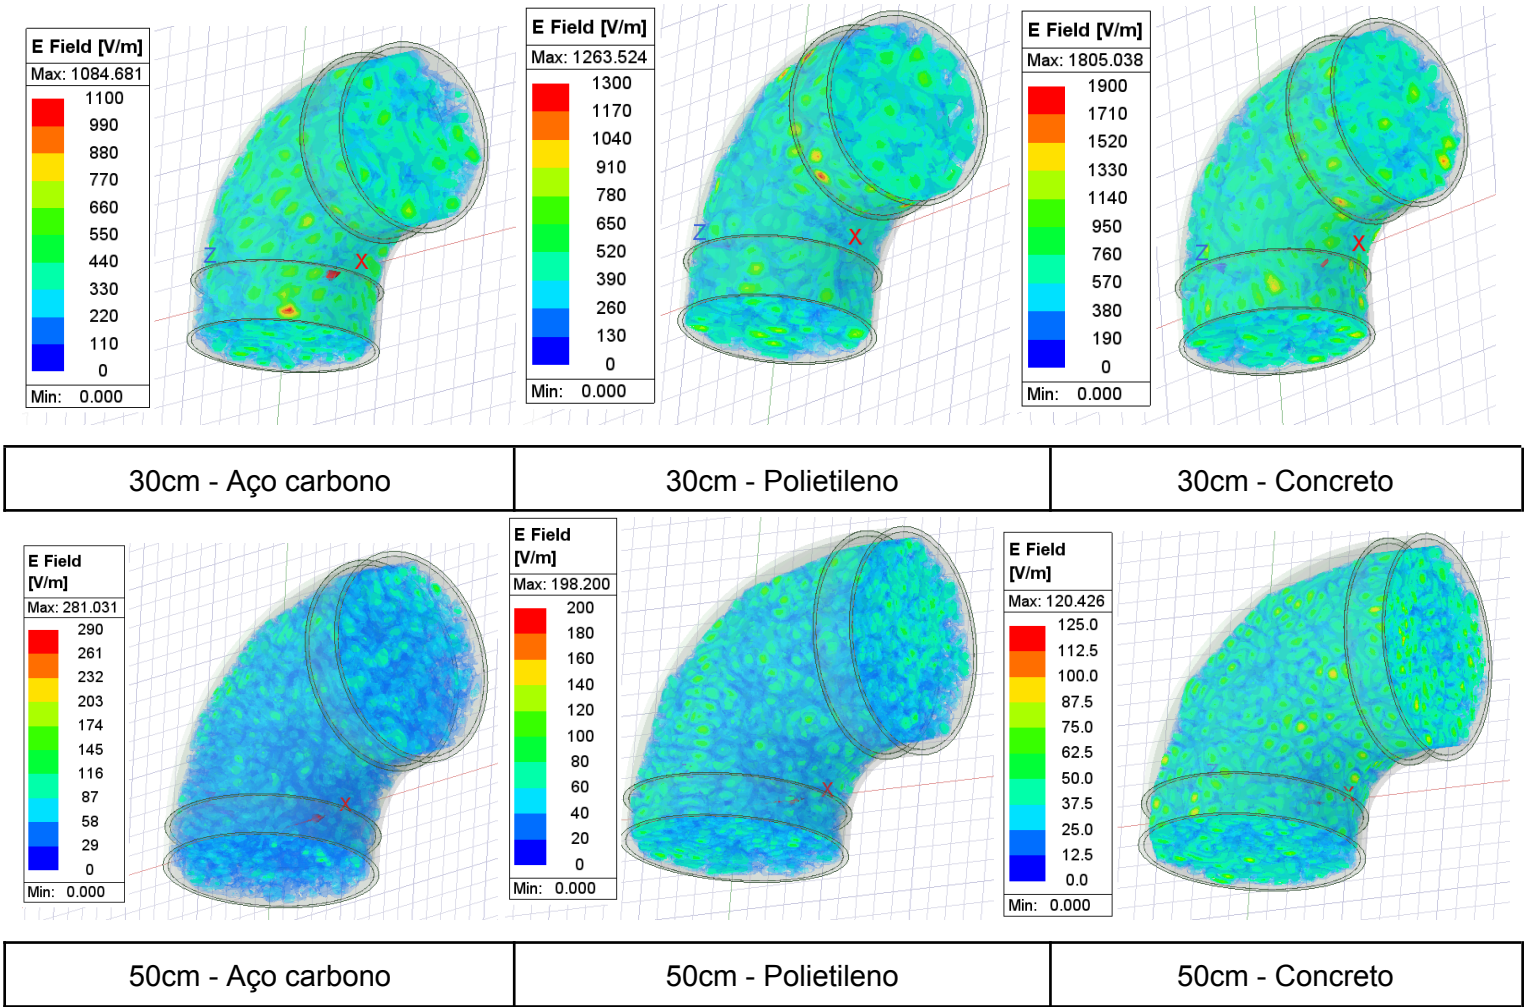 E Field [V/m]
Max: 1084.681
1100
990
880
770
660
550
440
330
220
110
0
Min: 0.000
Z
X
E Field [V/m]
Max: 1263.524
1300
1170
1040
910
780
650
520
390
260
130
0
Min: 0.000
Z
X
E Field [V/m]
Max: 1805.038
1900
1710
1520
1330
1140
950
760
570
380
190
0
Min: 0.000
Z
X
30cm - Aço carbono
30cm - Polietileno
30cm - Concreto
E Field
[V/m]
Max: 281.031
290
261
232
203
174
145
116
87
58
29
0
Min: 0.000
X
E Field
[V/m]
Max: 198.200
200
180
160
140
120
100
80
60
40
20
0
Min: 0.000
X
E Field
[V/m]
Max: 120.426
125.0
112.5
100.0
87.5
75.0
62.5
50.0
37.5
25.0
12.5
0.0
Min: 0.000
50cm - Aço carbono
50cm - Polietileno
50cm - Concreto